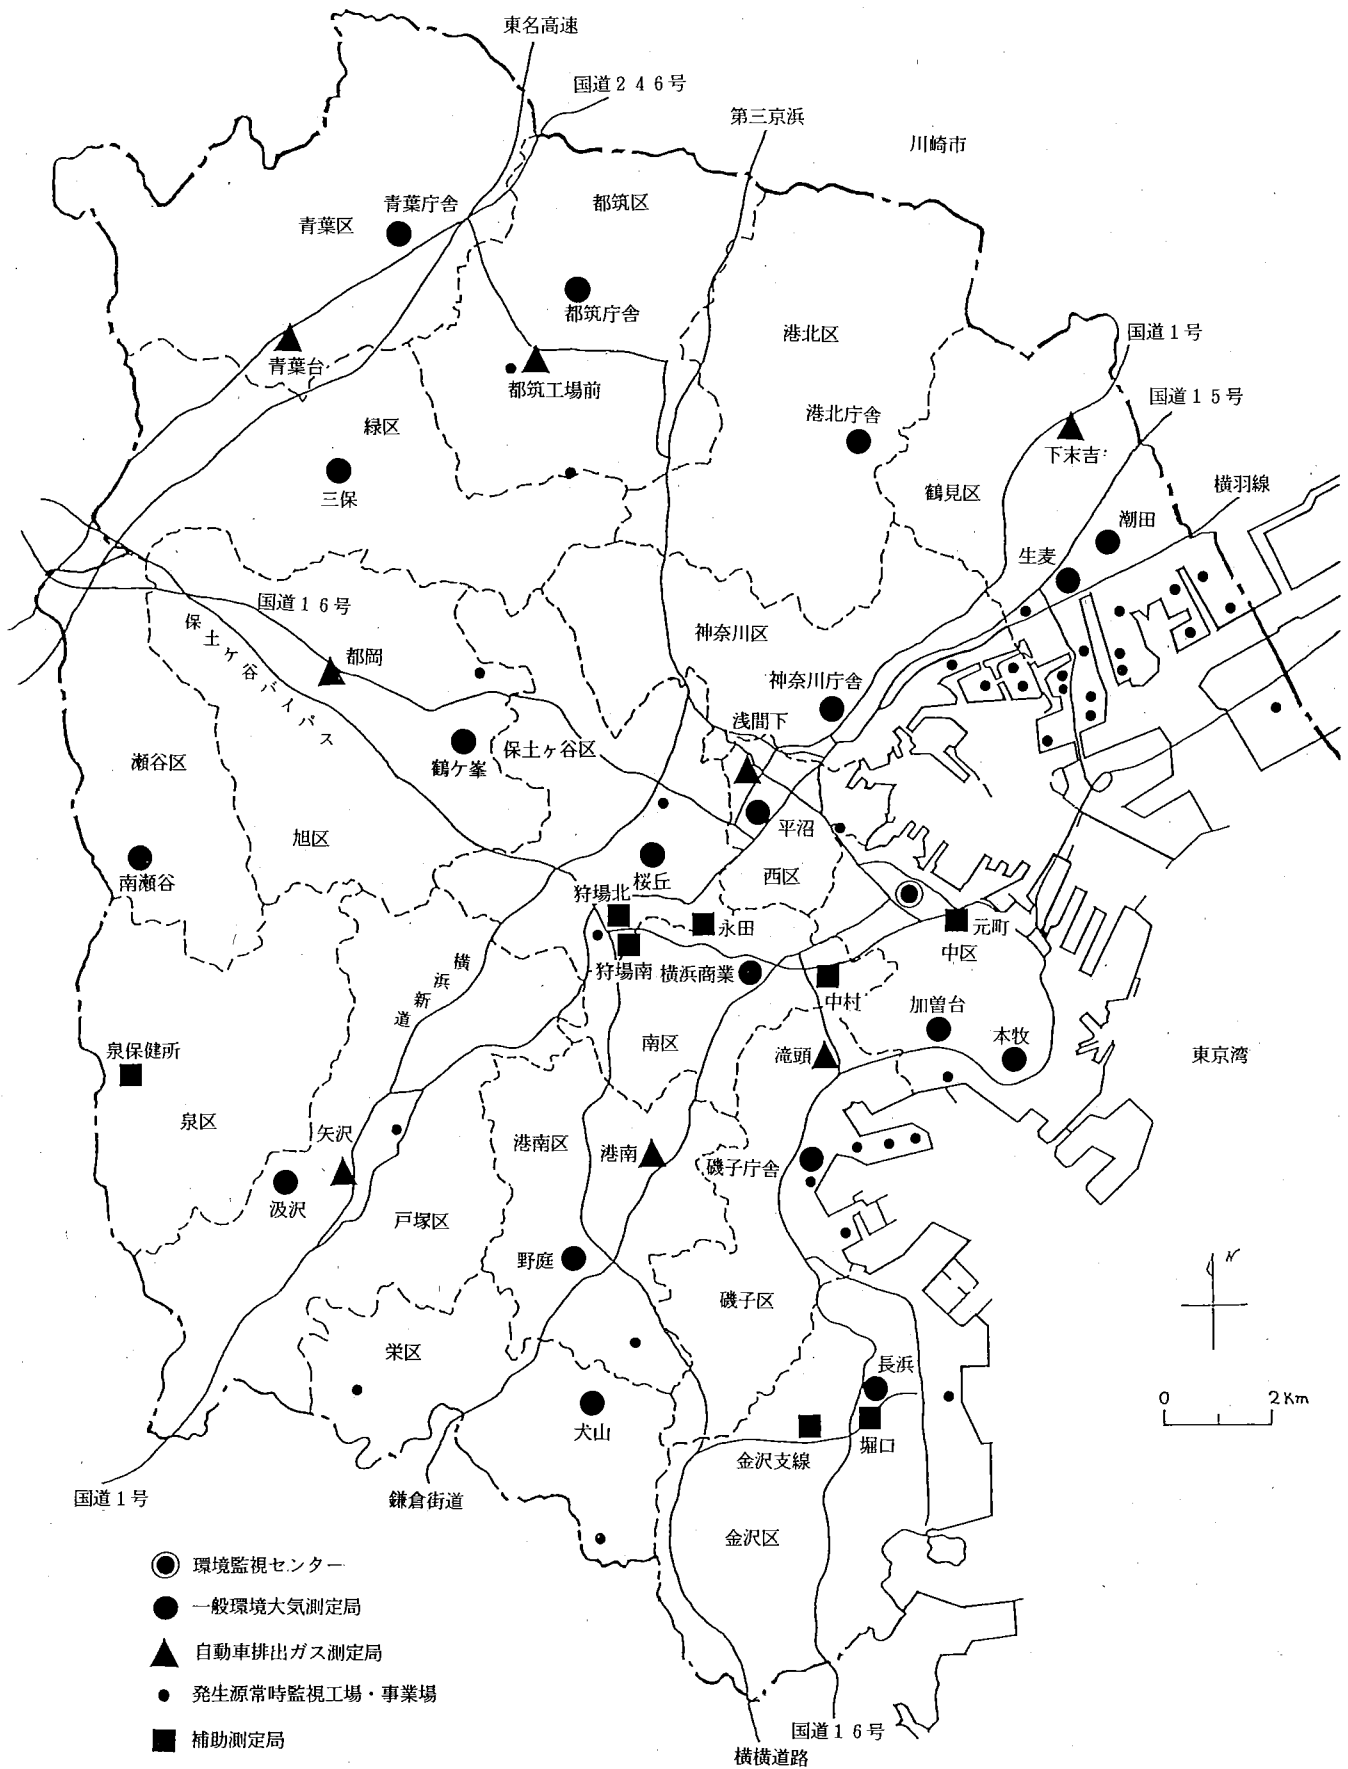 東名高速
国道246号
第三京浜
川崎市
青葉庁舎
都筑区
青葉区
都筑庁舎
港北区
国道1号
青葉台
都筑工場前
国道15号
緑区
港北庁舎
下末吉
三保
鶴見区
横羽線
潮田
生麦
国道16号
保土ヶ谷バイパス
神奈川区
都岡
神奈川庁舎
浅間下
瀬谷区
鶴ケ峯
保土ヶ谷区
平沼
旭区
南瀬谷
桜丘
西区
狩場北
永田
元町
中区
狩場南
横浜商業
横浜新道
中村
加曽台
本牧
泉保健所
南区
滝頭
東京湾
泉区
矢沢
港南区
港南
磯子庁舎
汲沢
戸塚区
野庭
N
磯子区
栄区
長浜
0 2Km
犬山
堀口
金沢支線
国道1号
鎌倉街道
金沢区
環境監視センター
一般環境大気測定局
自動車排出ガス測定局
発生源常時監視工場・事業場
補助測定局
国道16号
横横道路